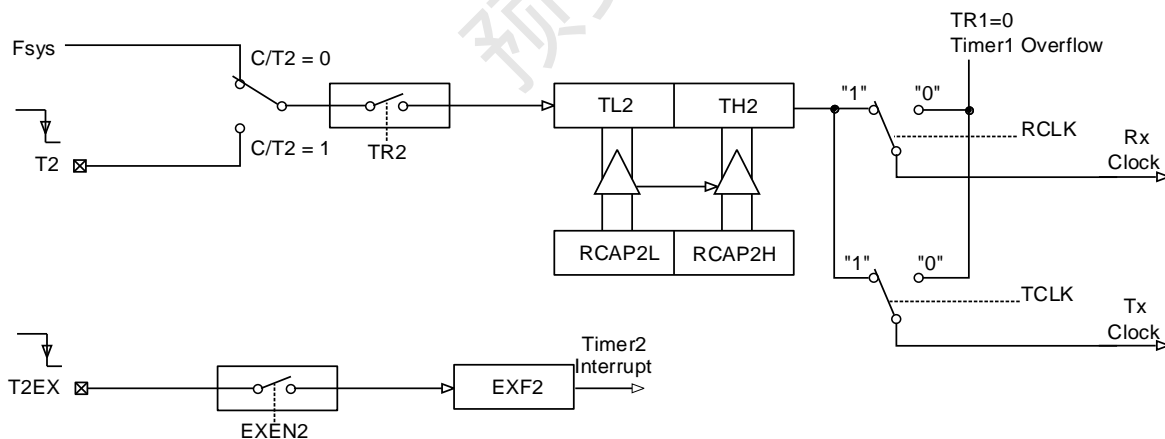 TR1=0
Timer1 Overflow
Fsys
C/T2 = 0
T2
C/T2 = 1
TR2
TL2
TH2
RCAP2L
RCAP2H
"1"
"0"
RCLK
Rx
Clock
"1"
"0"
TCLK
Tx
Clock
T2EX
EXEN2
EXF2
Timer2
Interrupt
预